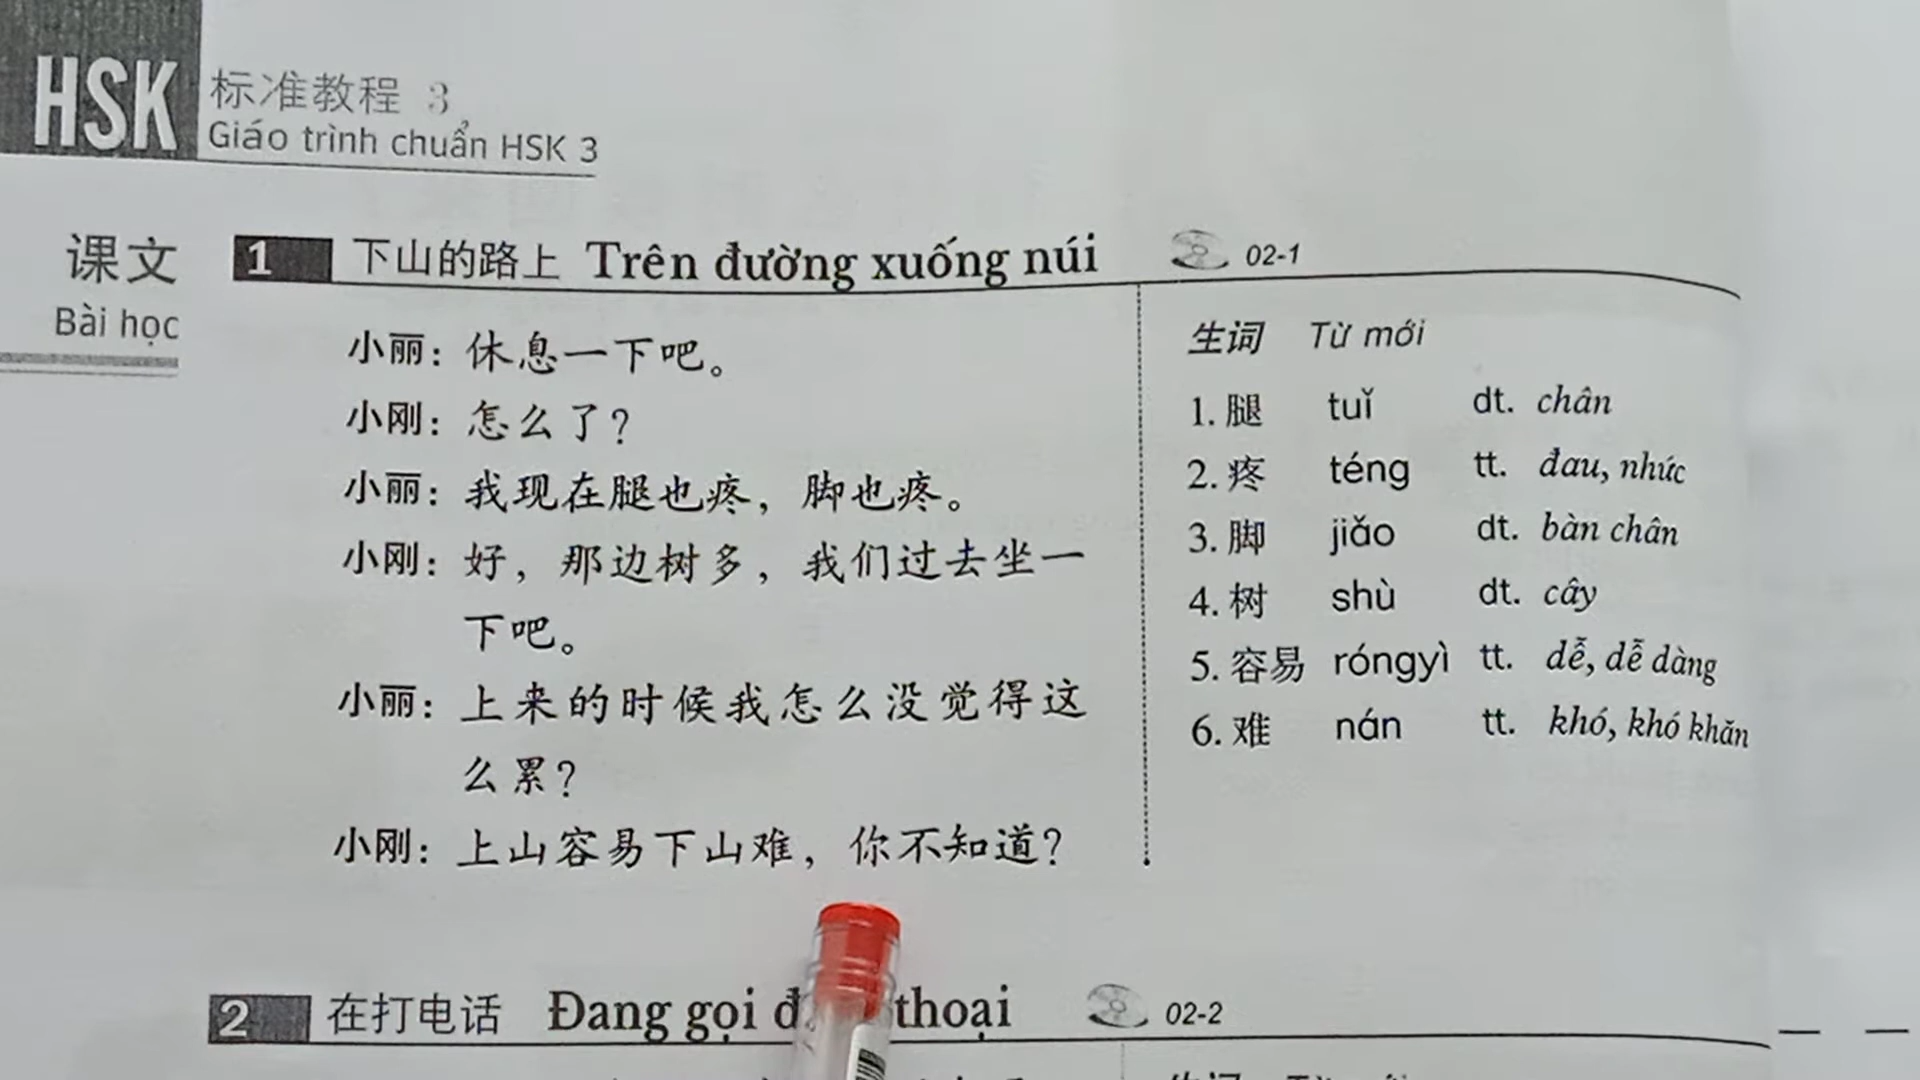 HSK 标准教程 3
Giáo trình chuẩn HSK 3
课文
Bài học
1 下山的路上 Trên đường xuống núi 02-1
小丽：休息一下吧。
小刚：怎么了？
小丽：我现在腿也疼，脚也疼。
小刚：好，那边树多，我们过去坐一
下吧。
小丽：上来的时候我怎么没觉得这
么累？
小刚：上山容易下山难，你不知道？
生词 Từ mới
1. 腿 tuǐ dt. chân
2. 疼 téng tt. đau, nhức
3. 脚 jiǎo dt. bàn chân
4. 树 shù dt. cây
5. 容易 róngyì tt. dễ, dễ dàng
6. 难 nán tt. khó, khó khăn
2 在打电话 Đang gọi thoại 02-2